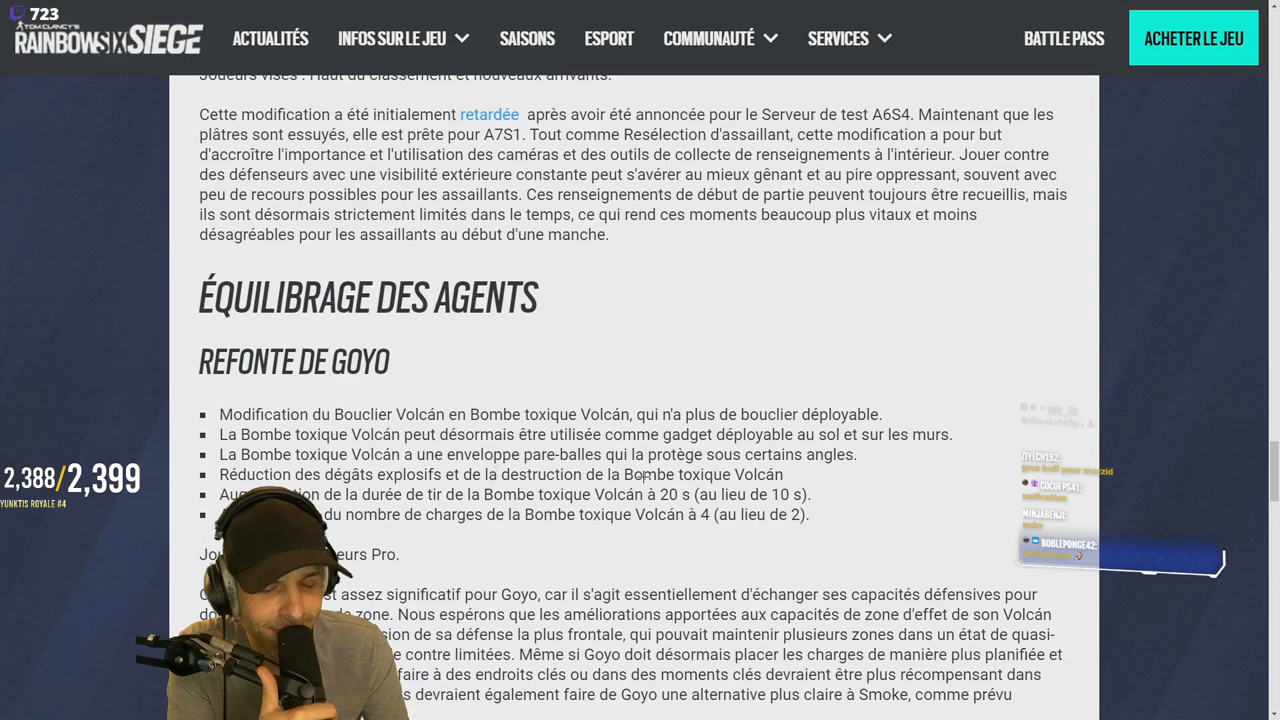 723
TOM CLANCY'S
RAINBOWSIX SIEGE
ACTUALITÉS
INFOS SUR LE JEU
SAISONS
ESPORT
COMMUNAUTÉ
SERVICES
BATTLE PASS
ACHETER LE JEU
Joueurs visés : Haut du classement et nouveaux arrivants.
Cette modification a été initialement retardée après avoir été annoncée pour le Serveur de test A6S4. Maintenant que les
plâtres sont essuyés, elle est prête pour A7S1. Tout comme Resélection d'assaillant, cette modification a pour but
d'accroître l'importance et l'utilisation des caméras et des outils de collecte de renseignements à l'intérieur. Jouer contre
des défenseurs avec une visibilité extérieure constante peut s'avérer au mieux gênant et au pire oppressant, souvent avec
peu de recours possibles pour les assaillants. Ces renseignements de début de partie peuvent toujours être recueillis, mais
ils sont désormais strictement limités dans le temps, ce qui rend ces moments beaucoup plus vitaux et moins
désagréables pour les assaillants au début d'une manche.
ÉQUILIBRAGE DES AGENTS
REFONTE DE GOYO
Modification du Bouclier Volcán en Bombe toxique Volcán, qui n'a plus de bouclier déployable.
La Bombe toxique Volcán peut désormais être utilisée comme gadget déployable au sol et sur les murs.
La Bombe toxique Volcán a une enveloppe pare-balles qui la protège sous certains angles.
Réduction des dégâts explosifs et de la destruction de la Bombe toxique Volcán
de la durée de tir de la Bombe toxique Volcán à 20 s (au lieu de 10 s).
du nombre de charges de la Bombe toxique Volcán à 4 (au lieu de 2).
Pro.
assez significatif pour Goyo, car il s'agit essentiellement d'échanger ses capacités défensives pour
de zone. Nous espérons que les améliorations apportées aux capacités de zone d'effet de son Volcán
de sa défense la plus frontale, qui pouvait maintenir plusieurs zones dans un état de quasi-
contre limitées. Même si Goyo doit désormais placer les charges de manière plus planifiée et
faire à des endroits clés ou dans des moments clés devraient être plus récompensant dans
devraient également faire de Goyo une alternative plus claire à Smoke, comme prévu
2,388/2,399
YUNKTIS ROYALE #4
ZIYECH192:
gros buff pour mozzid
COCOFPS41:
unification
MINJABENJI:
BOBLEPONGE42: